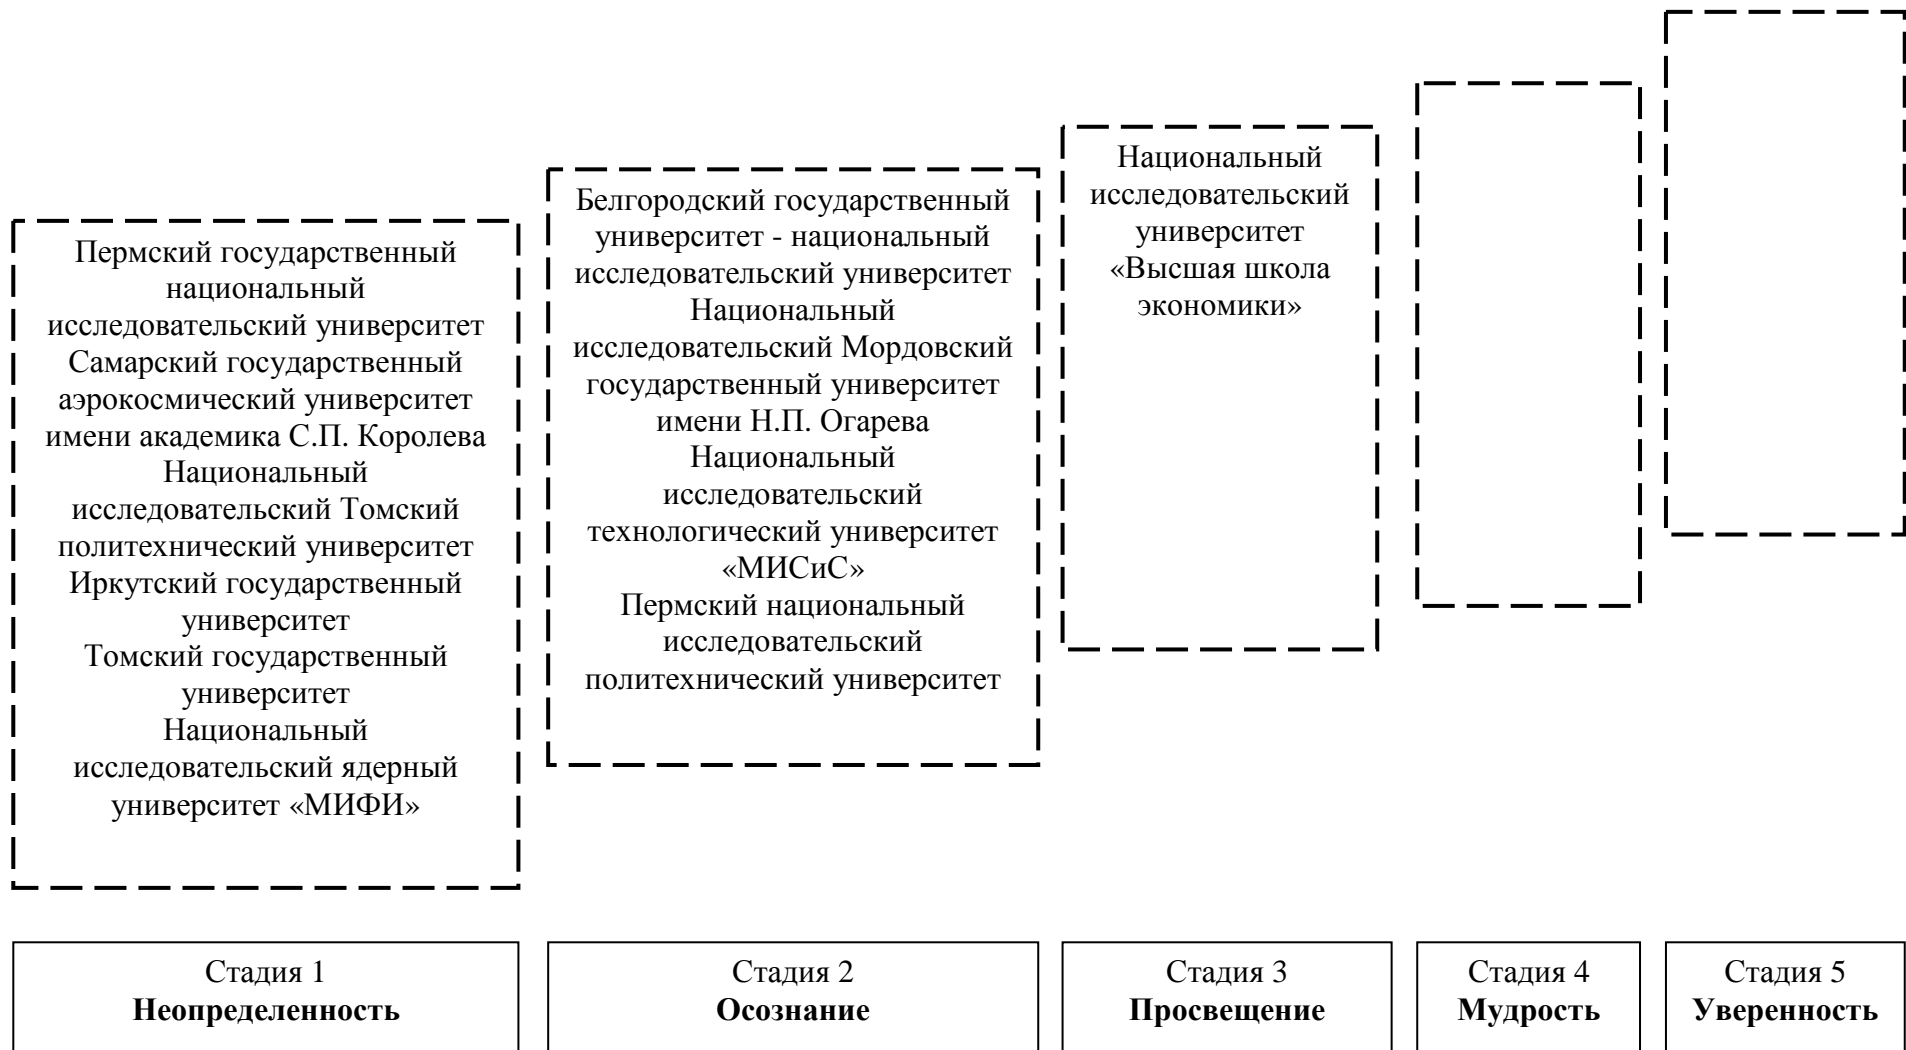 Пермский государственный
национальный
исследовательский университет
Самарский государственный
аэрокосмический университет
имени академика С.П. Королева
Национальный
исследовательский Томский
политехнический университет
Иркутский государственный
университет
Томский государственный
университет
Национальный
исследовательский ядерный
университет «МИФИ»
Белгородский государственный
университет - национальный
исследовательский университет
Национальный
исследовательский Мордовский
государственный университет
имени Н.П. Огарева
Национальный
исследовательский
технологический университет
«МИСиС»
Пермский национальный
исследовательский
политехнический университет
Национальный
исследовательский
университет
«Высшая школа
экономики»
Стадия 1
Неопределенность
Стадия 2
Осознание
Стадия 3
Просвещение
Стадия 4
Мудрость
Стадия 5
Уверенность